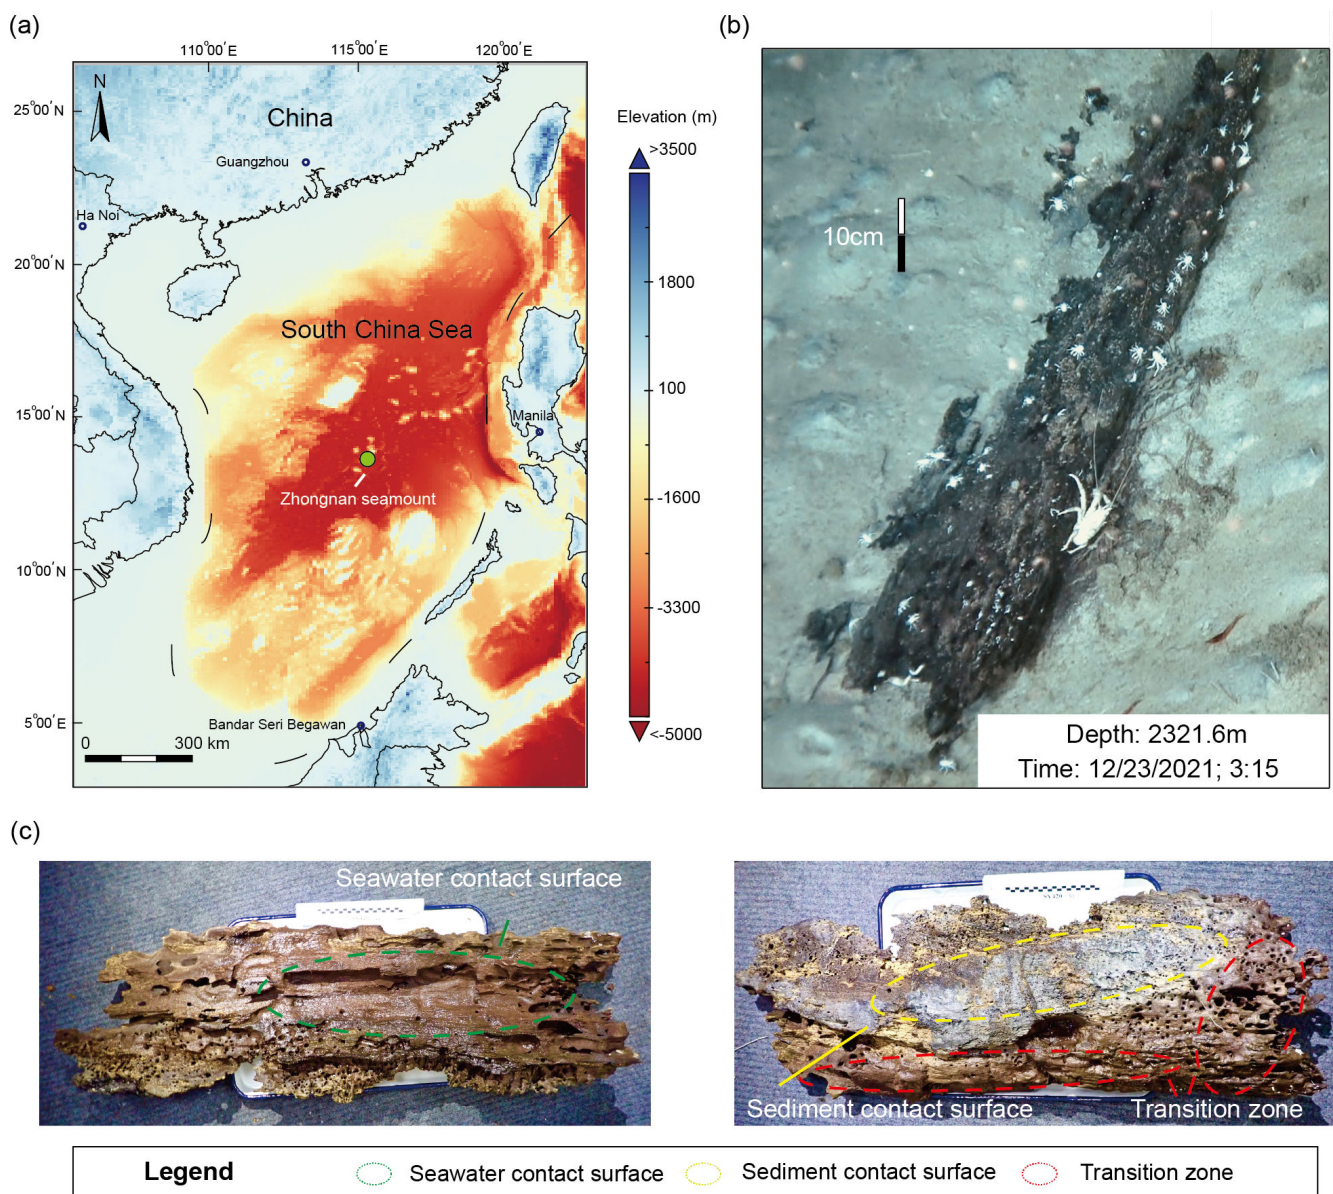 (a)
110°00′ E
115°00′ E
120°00′ E
N
25°00′ N
20°00′ N
15°00′ N
10°00′ N
5°00′ E
China
Guangzhou
Ha Noi
South China Sea
Manila
Zhongnan seamount
Bandar Seri Begawan
0
300 km
Elevation (m)
>3500
1800
100
-1600
-3300
<-5000
(b)
10cm
Depth: 2321.6m
Time: 12/23/2021; 3:15
(c)
Seawater contact surface
Sediment contact surface
Transition zone
Legend
Seawater contact surface
Sediment contact surface
Transition zone